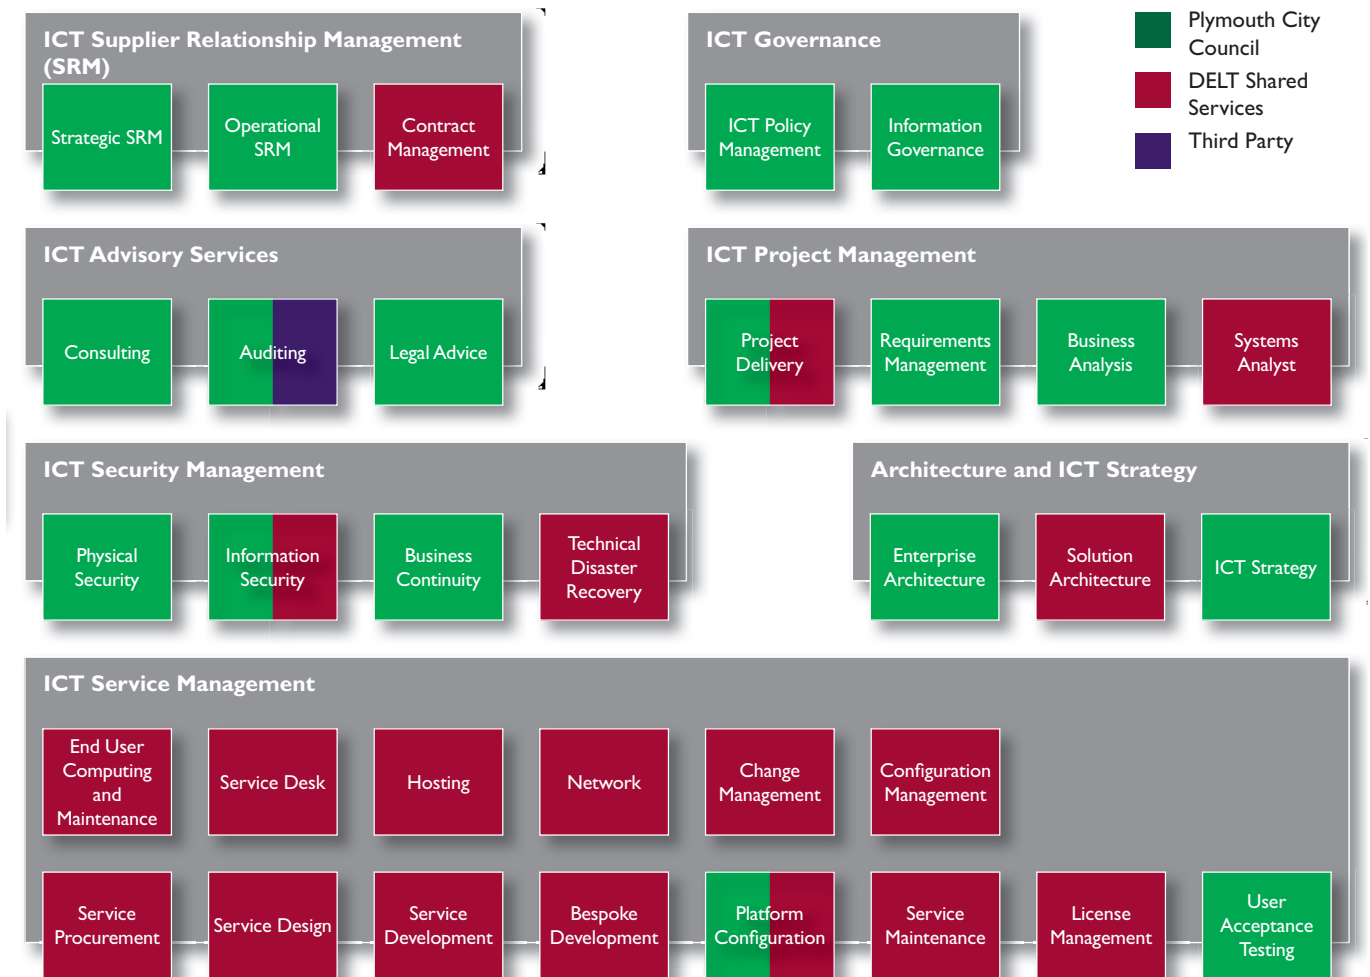 ICT Supplier Relationship Management
(SRM)
Strategic SRM
Operational
SRM
Contract
Management
ICT Governance
ICT Policy
Management
Information
Governance
Plymouth City
Council
DELT Shared
Services
Third Party
ICT Advisory Services
Consulting
Auditing
Legal Advice
ICT Project Management
Project
Delivery
Requirements
Management
Business
Analysis
Systems
Analyst
ICT Security Management
Physical
Security
Information
Security
Business
Continuity
Technical
Disaster
Recovery
Architecture and ICT Strategy
Enterprise
Architecture
Solution
Architecture
ICT Strategy
ICT Service Management
End User
Computing
and
Maintenance
Service Desk
Hosting
Network
Change
Management
Configuration
Management
Service
Procurement
Service Design
Service
Development
Bespoke
Development
Platform
Configuration
Service
Maintenance
License
Management
User
Acceptance
Testing